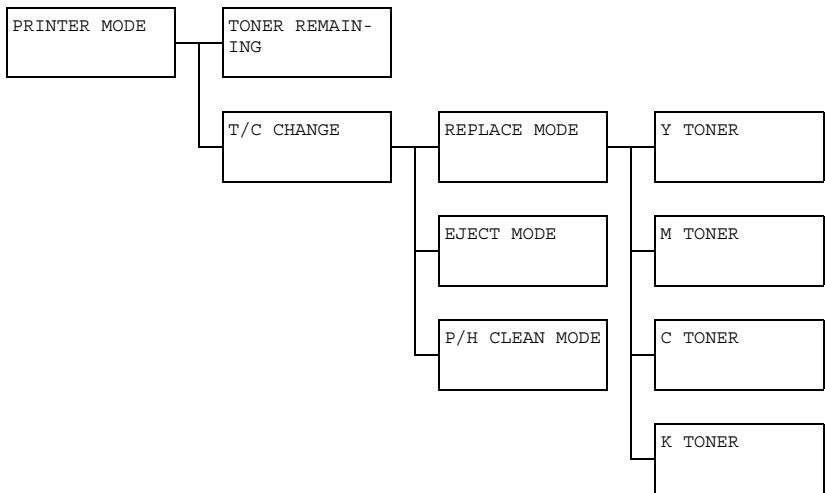 PRINTER MODE
TONER REMAIN-
ING
T/C CHANGE
REPLACE MODE
Y TONER
EJECT MODE
M TONER
P/H CLEAN MODE
C TONER
K TONER